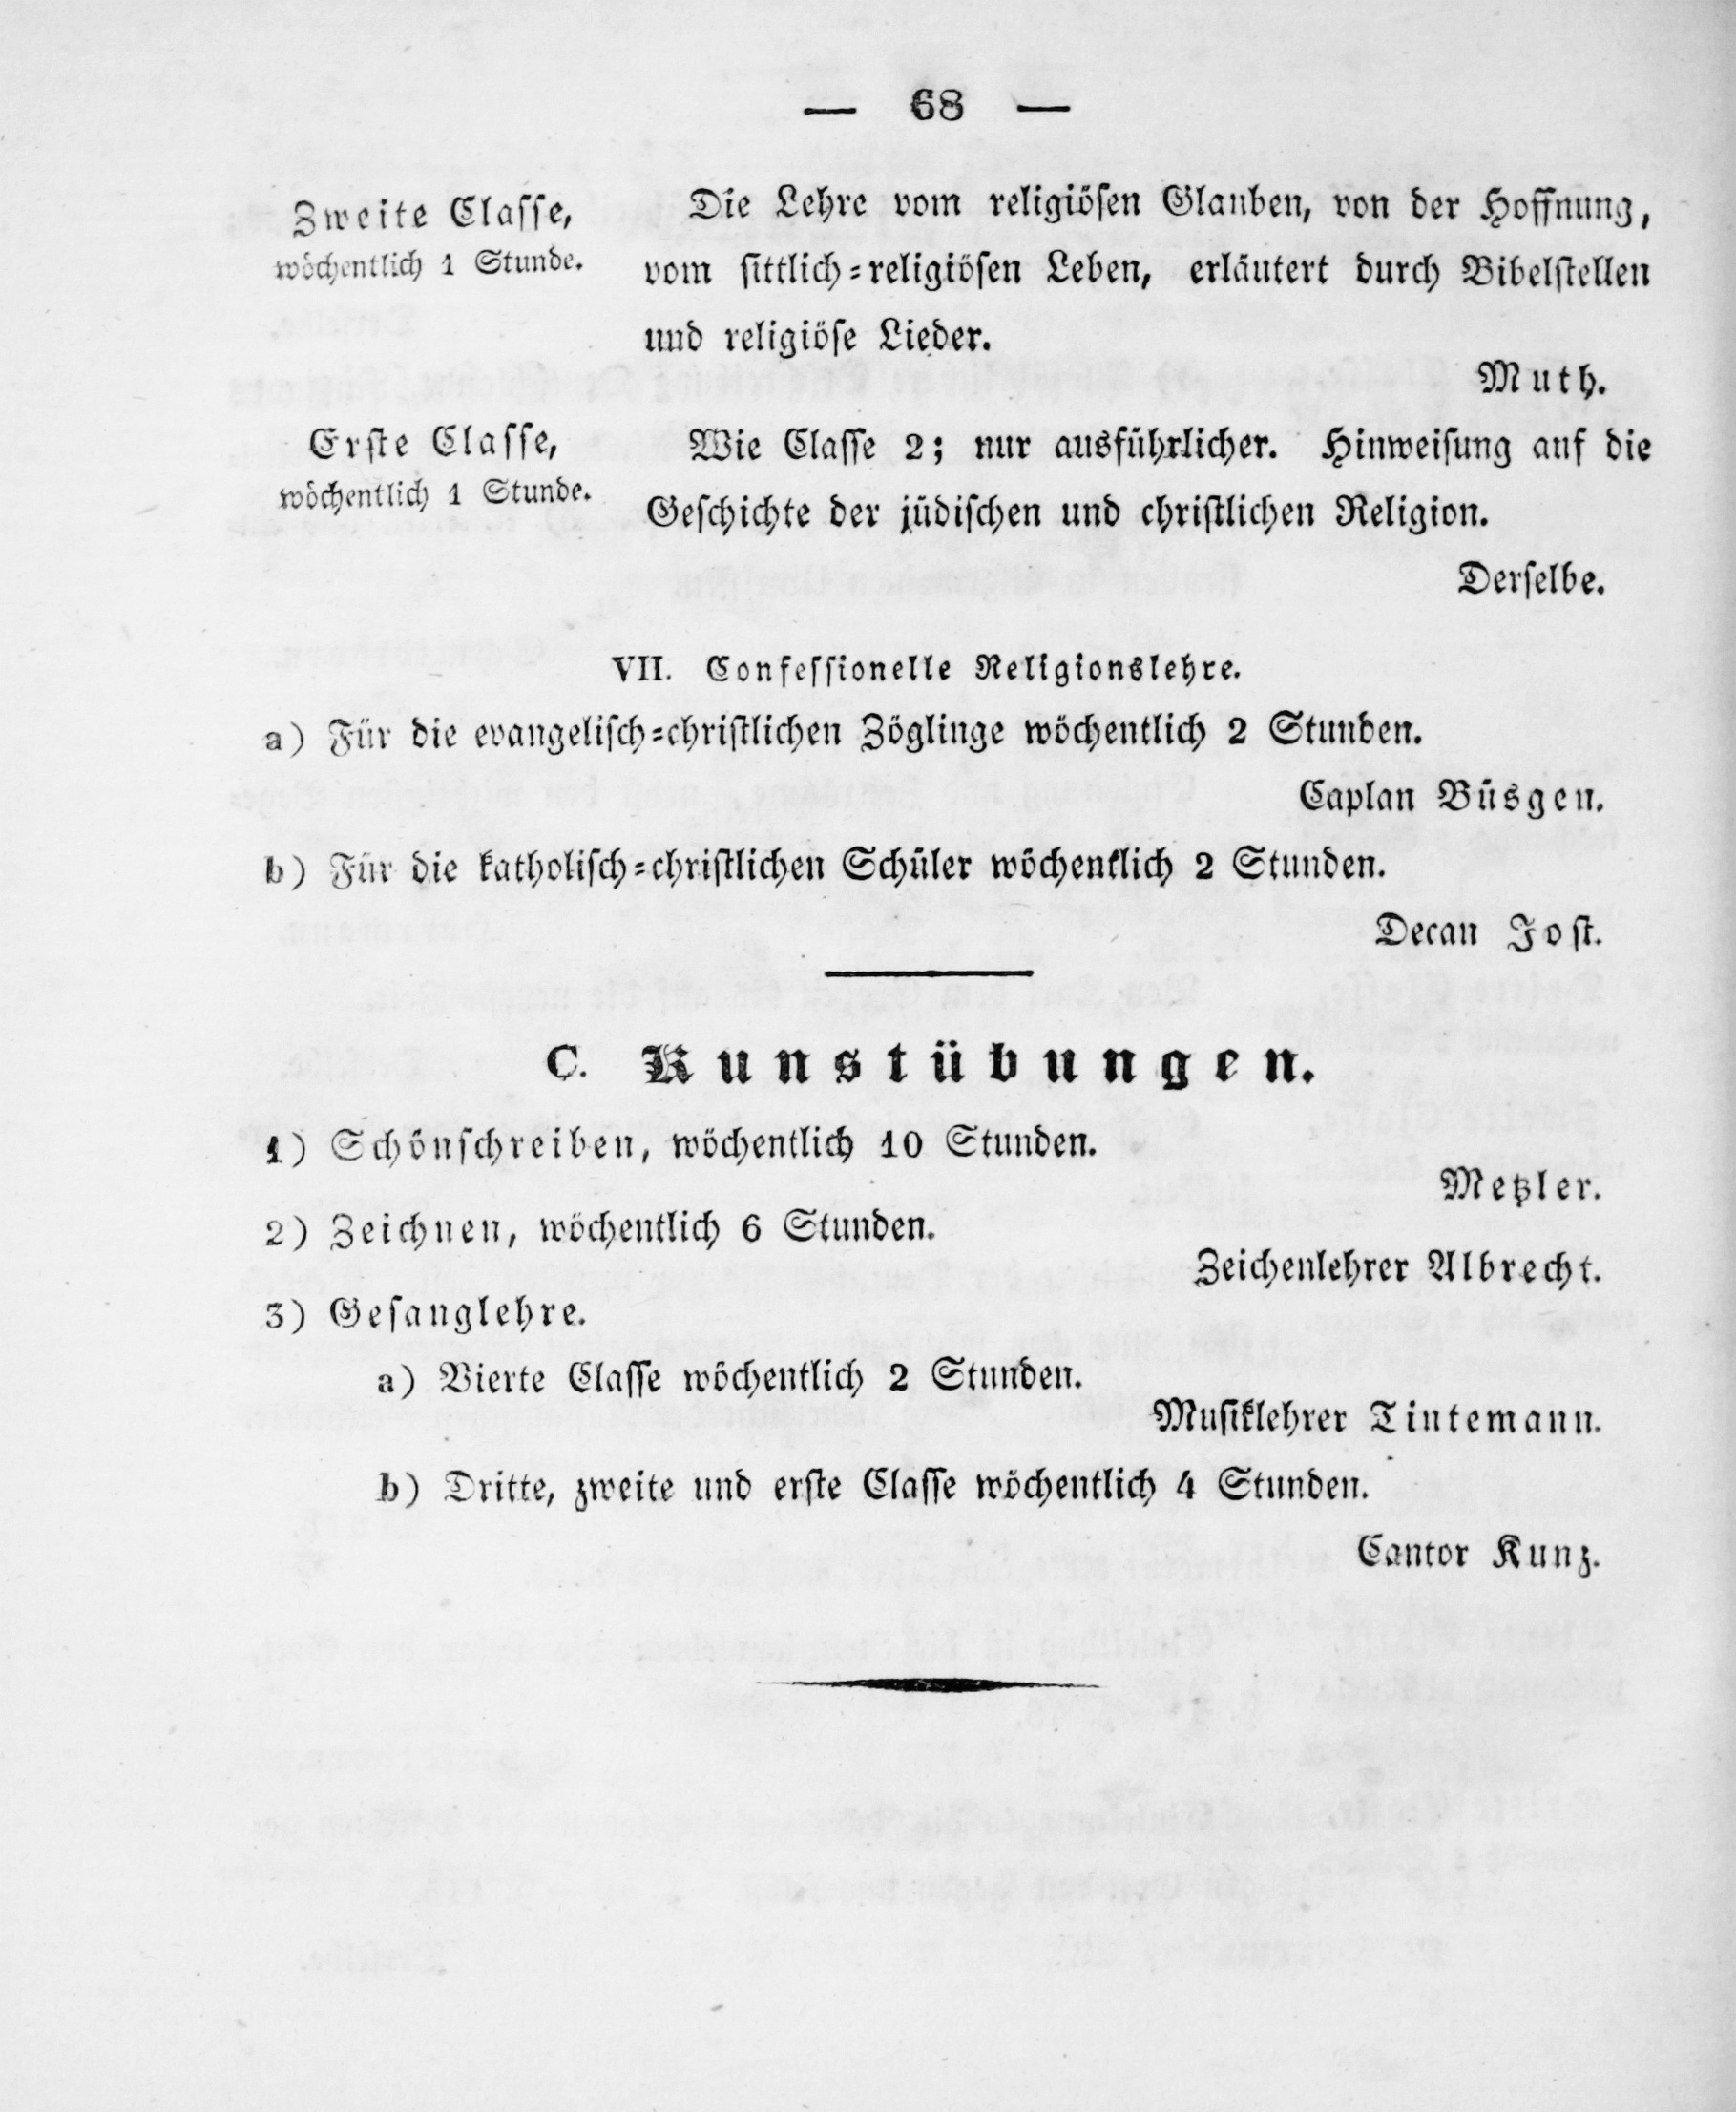 — 68 —
Zweite Classe,
wöchentlich 1 Stunde.
Die Lehre vom religiösen Glauben, von der Hoffnung,
vom sittlich=religiösen Leben, erläutert durch Bibelstellen
und religiöse Lieder.
Muth.
Erste Classe,
wöchentlich 1 Stunde.
Wie Classe 2; nur ausführlicher. Hinweisung auf die
Geschichte der jüdischen und christlichen Religion.
Derselbe.
VII. Confessionelle Religionslehre.
a) Für die evangelisch=christlichen Zöglinge wöchentlich 2 Stunden.
Caplan Büsgen.
b) Für die katholisch=christlichen Schüler wöchentlich 2 Stunden.
Decan Jost.
C. Kunstübungen.
1) Schönschreiben, wöchentlich 10 Stunden.
Metzler.
2) Zeichnen, wöchentlich 6 Stunden.
Zeichenlehrer Albrecht.
3) Gesanglehre.
a) Vierte Classe wöchentlich 2 Stunden.
Musiklehrer Tintemann.
b) Dritte, zweite und erste Classe wöchentlich 4 Stunden.
Cantor Kunz.